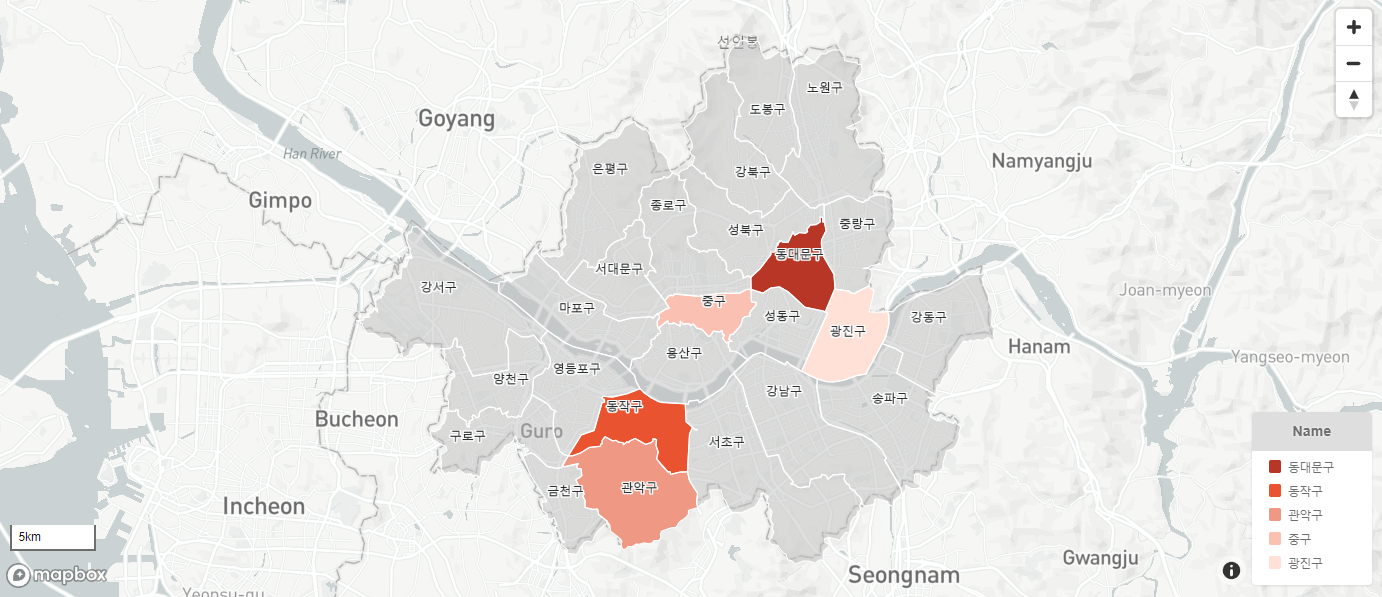 선인봉
노원구
도봉구
Goyang
Han River
Namyangju
은평구
강북구
Gimpo
종로구
성북구
중랑구
동대문구
서대문구
강서구
Joan-myeon
중구
마포구
성동구
강동구
광진구
Hanam
용산구
Yangseo-myeon
영등포구
양천구
강남구
송파구
동작구
Bucheon
Guro
구로구
서초구
관악구
금천구
Incheon
Gwangju
Seongnam
Yeonsu-gu
5km
mapbox
Name
동대문구
동작구
관악구
중구
광진구